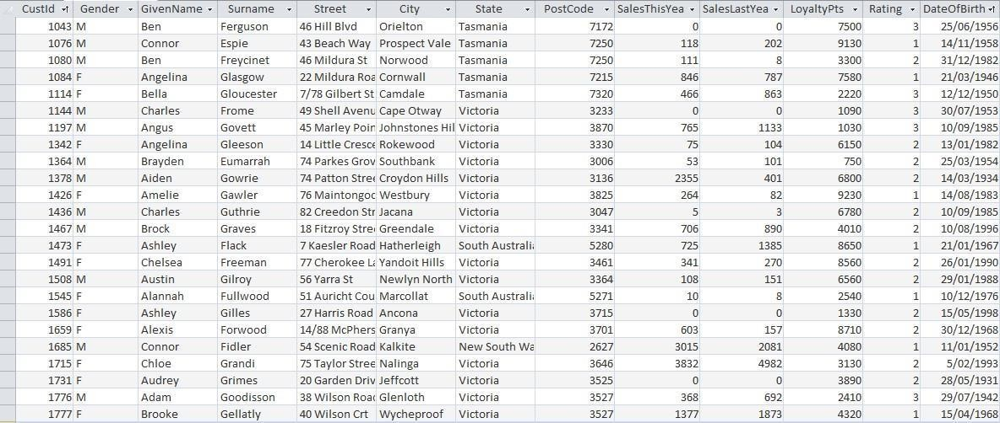 CustId Gender GivenName Surname Street City State PostCode SalesThisYea SalesLastYea LoyaltyPts Rating DateOfBirth
1043 M Ben Ferguson 46 Hill Blvd Orielton Tasmania 7172 0 0 7500 3 25/06/1956
1076 M Connor Espie 43 Beach Way Prospect Vale Tasmania 7250 118 202 9130 1 14/11/1958
1080 M Ben Freycinet 46 Mildura St Norwood Tasmania 7250 111 8 3300 2 31/12/1982
1084 F Angelina Glasgow 22 Mildura Roa Cornwall Tasmania 7215 846 787 7580 1 21/03/1946
1114 F Bella Gloucester 7/78 Gilbert St Camdale Tasmania 7320 466 863 2220 3 12/12/1950
1144 M Charles Frome 49 Shell Avenu Cape Otway Victoria 3233 0 0 1090 3 30/07/1953
1197 M Angus Govett 45 Marley Poin Johnstones Hil Victoria 3870 765 1133 1030 3 10/09/1985
1342 F Angelina Gleeson 14 Little Cresce Rokewood Victoria 3330 75 104 6150 2 13/01/1982
1364 M Brayden Eumarrah 74 Parkes Grov Southbank Victoria 3006 53 101 750 2 25/03/1954
1378 M Aiden Gowrie 74 Patton Stree Croydon Hills Victoria 3136 2355 401 6800 2 14/03/1934
1426 F Amelie Gawler 76 Maintongoc Westbury Victoria 3825 264 82 9230 1 14/08/1983
1436 M Charles Guthrie 82 Creedon Str Jacana Victoria 3047 5 3 6780 2 10/09/1985
1467 M Brock Graves 18 Fitzroy Stree Greendale Victoria 3341 706 890 4010 2 10/08/1996
1473 F Ashley Flack 7 Kaesler Road Hatherleigh South Australia 5280 725 1385 8650 1 21/01/1967
1491 F Chelsea Freeman 77 Cherokee La Yandoit Hills Victoria 3461 341 270 8560 2 26/01/1990
1508 M Austin Gilroy 56 Yarra St Newlyn North Victoria 3364 108 151 6560 2 29/01/1988
1545 F Alannah Fullwood 51 Auricht Cou Marcollat South Australia 5271 10 8 2540 1 10/12/1976
1586 F Ashley Gilles 27 Harris Road Ancona Victoria 3715 0 0 1330 2 15/05/1998
1659 F Alexis Forwood 14/88 McPhers Granya Victoria 3701 603 157 8710 2 30/12/1968
1685 M Connor Fidler 54 Scenic Road Kalkite New South Wa 2627 3015 2081 4080 1 11/01/1952
1715 F Chloe Grandi 75 Taylor Stree Nalinga Victoria 3646 3832 4982 3130 2 5/02/1993
1731 F Audrey Grimes 20 Garden Driv Jeffcott Victoria 3525 0 0 3890 2 28/05/1931
1776 M Adam Goodisson 38 Wilson Road Glenloth Victoria 3527 368 692 2410 3 29/07/1942
1777 F Brooke Gellatly 40 Wilson Crt Wycheproof Victoria 3527 1377 1873 4320 1 15/04/1968